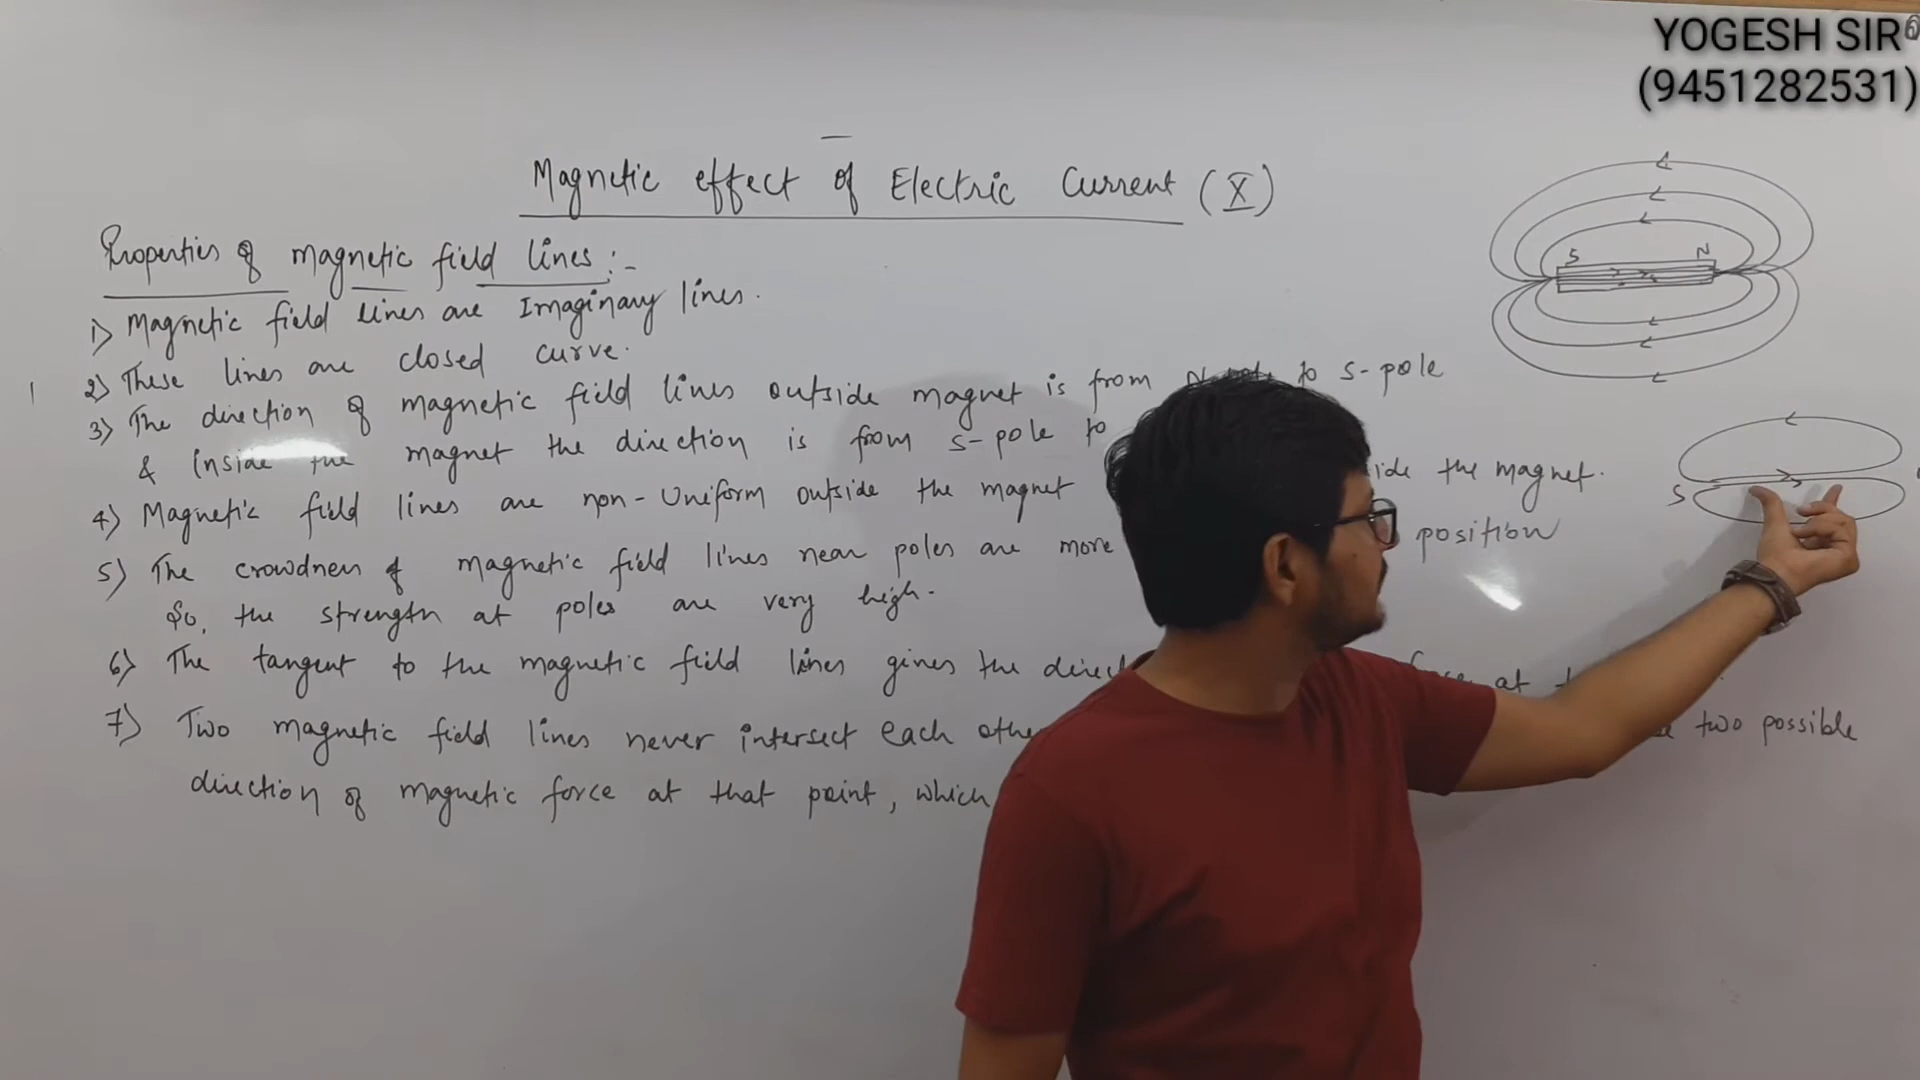 YOGESH SIR
(9451282531)
Magnetic effect of Electric Current (X)
Properties of magnetic field lines :-
1) Magnetic field lines are Imaginary lines.
2) These lines are closed curve.
3) The direction of magnetic field lines outside magnet is from to S-pole
& inside the magnet the direction is from S-pole to
4) Magnetic field lines are non-Uniform outside the magnet the magnet.
5) The crowdnen of magnetic field lines near poles are more position
So, the strength at poles are very high.
6) The tangent to the magnetic field lines gives the at
7) Two magnetic field lines never intersect each two possible
direction of magnetic force at that point, which
S N
S